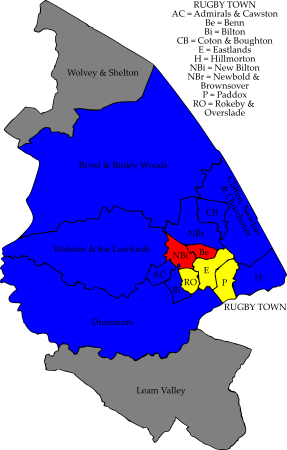 RUGBY TOWN
AC = Admirals & Cawston
Be = Benn
Bi = Bilton
CB = Coton & Boughton
E = Eastlands
H = Hillmorton
NBi = New Bilton
NBr = Newbold &
Brownsover
P = Paddox
RO = Rokeby &
Overslade
Wolvey & Shelton
Revel & Binley Woods
CB
NBr
Wolston & the Lawfords
NBi
Be
AC
RO
E
P
H
Bi
Dunsmore
RUGBY TOWN
Leam Valley